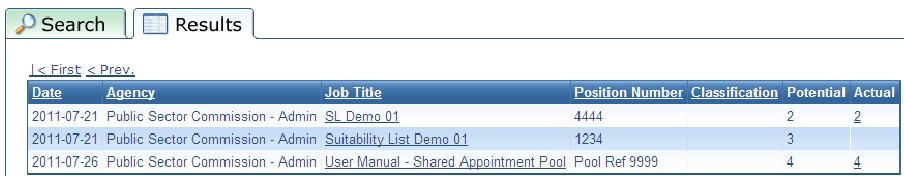 Search Results
|< First < Prev.
Date Agency Job Title Position Number Classification Potential Actual
2011-07-21 Public Sector Commission - Admin SL Demo 01 4444 2 2
2011-07-21 Public Sector Commission - Admin Suitability List Demo 01 1234 3
2011-07-26 Public Sector Commission - Admin User Manual - Shared Appointment Pool Pool Ref 9999 4 4